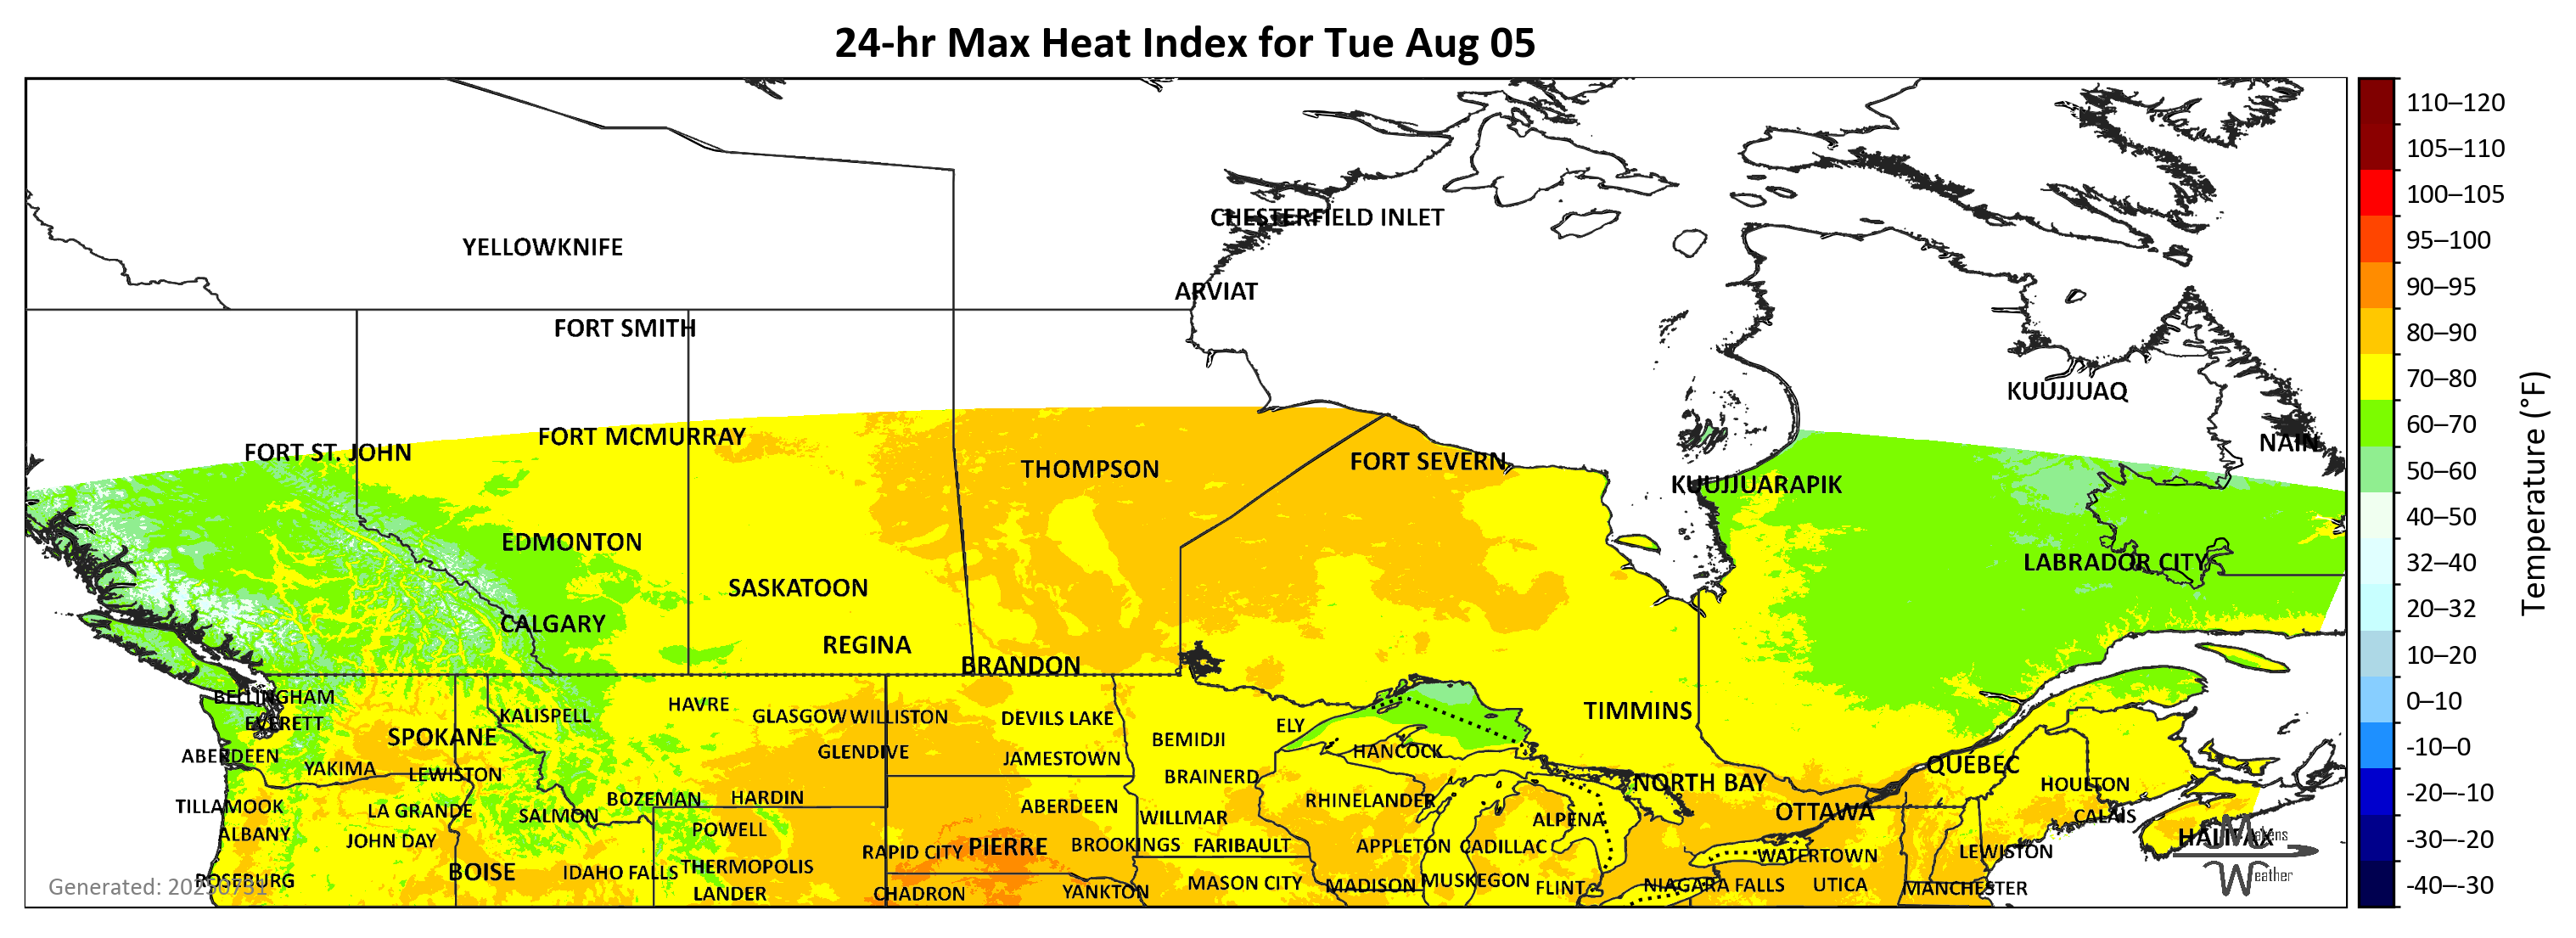 24-hr Max Heat Index for Tue Aug 05
110–120
105–110
CHESTERFIELD INLET
100–105
YELLOWKNIFE
95–100
ARVIAT
90–95
FORT SMITH
80–90
KUUJJUAQ
70–80
FORT ST. JOHN
FORT MCMURRAY
NAIN
60–70
THOMPSON
FORT SEVERN
50–60
KUUJJUARAPIK
40–50
EDMONTON
LABRADOR CITY
32–40
SASKATOON
20–32
CALGARY
REGINA
BRANDON
10–20
BELLINGHAM
HAVRE
0–10
EVERETT
KALISPELL
GLASGOW
WILLISTON
DEVILS LAKE
ELY
TIMMINS
SPOKANE
BEMIDJI
-10–0
ABERDEEN
GLENDIVE
JAMESTOWN
HANCOCK
QUÉBEC
YAKIMA
LEWISTON
BRAINERD
NORTH BAY
HOULTON
-20–-10
TILLAMOOK
LA GRANDE
SALMON
BOZEMAN
HARDIN
ABERDEEN
WILLMAR
RHINELANDER
ALPENA
OTTAWA
CALAIS
ALBANY
JOHN DAY
POWELL
RAPID CITY
PIERRE
BROOKINGS
FARIBAULT
APPLETON
CADILLAC
WATERTOWN
LEWISTON
HALIFAX
Makens
Weather
-30–-20
BOISE
IDAHO FALLS
THERMOPOLIS
ROSEBURG
LANDER
CHADRON
YANKTON
MASON CITY
MADISON
MUSKEGON
FLINT
NIAGARA FALLS
UTICA
MANCHESTER
-40–-30
Generated: 20250731
Temperature (°F)